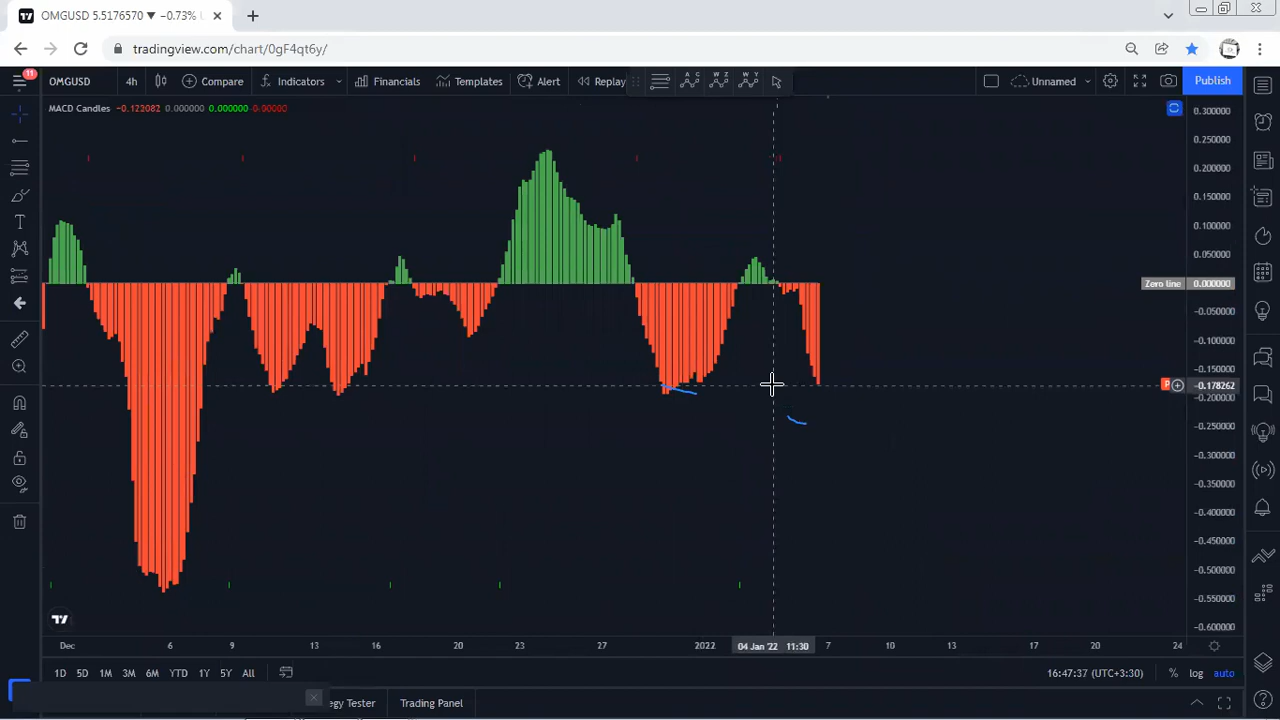 OMGUSD 5.5176570 ▼ −0.73%
tradingview.com/chart/0gF4qt6y/
11
OMGUSD 4h Compare Indicators Financials Templates Alert Replay Unnamed Publish
MACD Candles −0.122082 0.000000 0.000000 0.000000
0.300000
0.250000
0.200000
0.150000
0.100000
0.050000
Zero line 0.000000
−0.050000
−0.100000
−0.150000
−0.178262
−0.200000
−0.250000
−0.300000
−0.350000
−0.400000
−0.450000
−0.500000
−0.550000
−0.600000
Dec 6 9 13 16 20 23 27 2022 04 Jan '22 11:30 7 10 13 17 20 24
1D 5D 1M 3M 6M YTD 1Y 5Y All 16:47:37 (UTC+3:30) % log auto
Tester Trading Panel